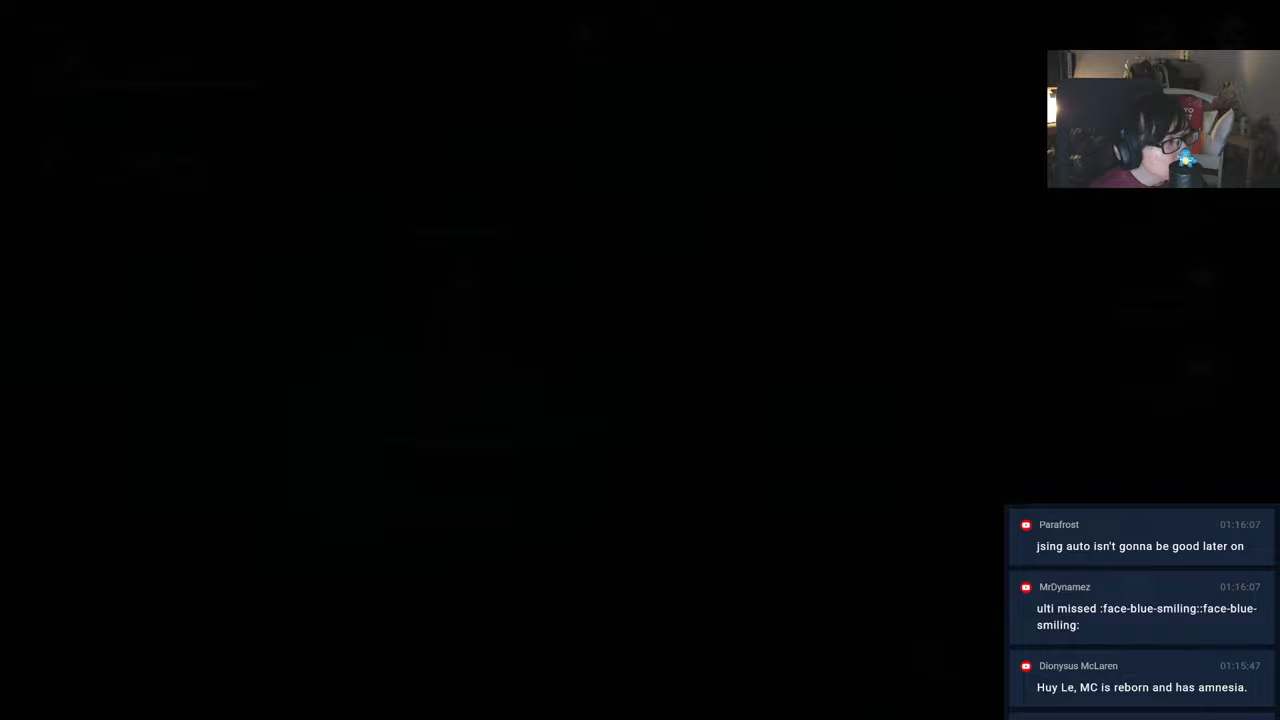 Parafrost 01:16:07
jsing auto isn't gonna be good later on
MrDynamez 01:16:07
ulti missed :face-blue-smiling::face-blue-
smiling:
Dionysus McLaren 01:15:47
Huy Le, MC is reborn and has amnesia.